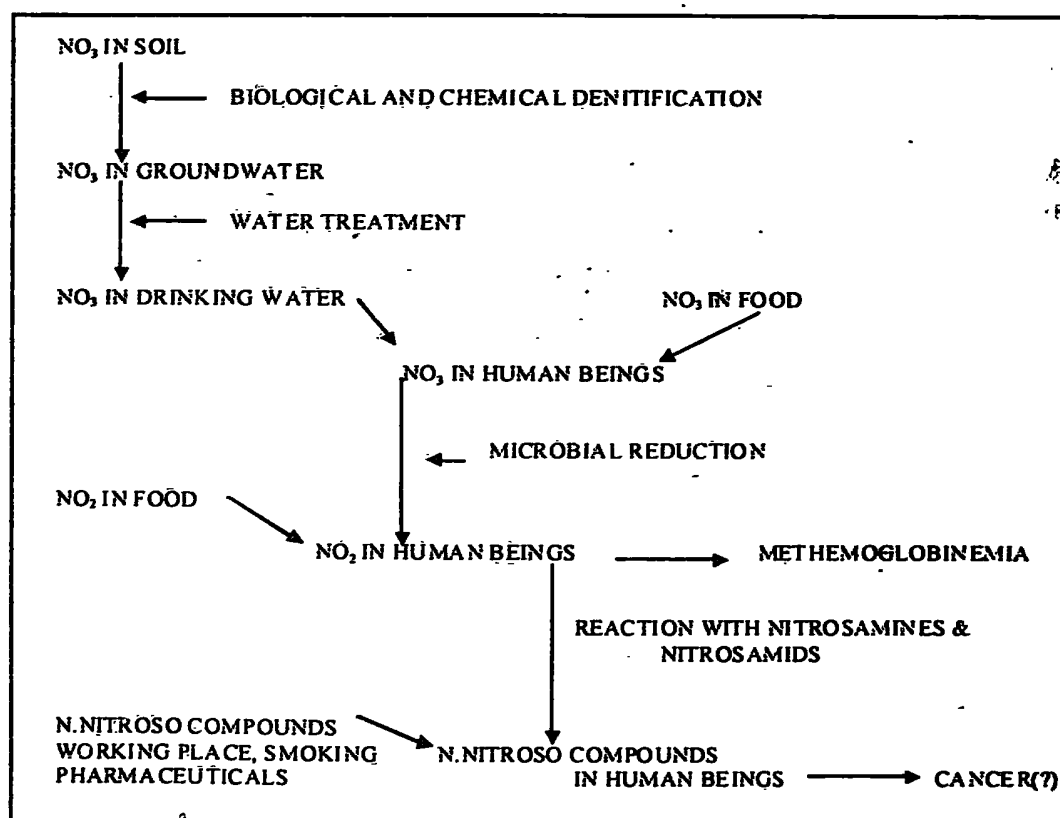 NO₃ IN SOIL
BIOLOGICAL AND CHEMICAL DENITIFICATION
NO₃ IN GROUNDWATER
WATER TREATMENT
NO₃ IN DRINKING WATER
NO₃ IN FOOD
NO₃ IN HUMAN BEINGS
MICROBIAL REDUCTION
NO₂ IN FOOD
NO₂ IN HUMAN BEINGS
METHEMOGLOBINEMIA
REACTION WITH NITROSAMINES &
NITROSAMIDS
N.NITROSO COMPOUNDS
WORKING PLACE, SMOKING
PHARMACEUTICALS
N.NITROSO COMPOUNDS
IN HUMAN BEINGS
CANCER(?)